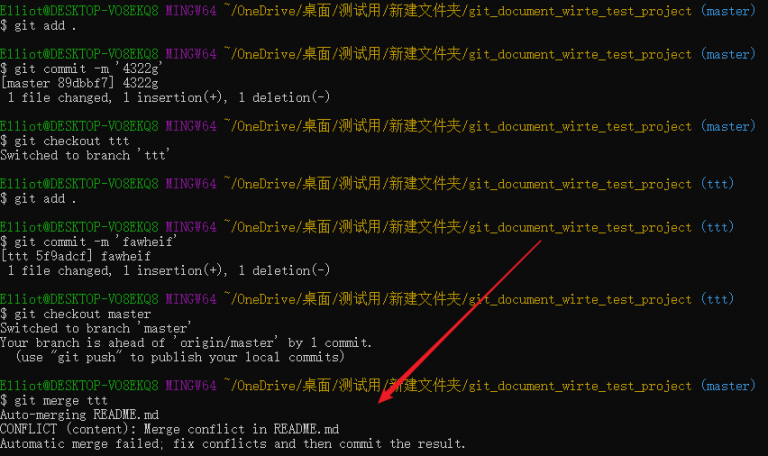 Elliot@DESKTOP-VO8EKQ8 MINGW64 ~/OneDrive/桌面/测试用/新建文件夹/git_document_wirte_test_project (master)
$ git add .
Elliot@DESKTOP-VO8EKQ8 MINGW64 ~/OneDrive/桌面/测试用/新建文件夹/git_document_wirte_test_project (master)
$ git commit -m '4322g'
[master 89dbbf7] 4322g
1 file changed, 1 insertion(+), 1 deletion(-)
Elliot@DESKTOP-VO8EKQ8 MINGW64 ~/OneDrive/桌面/测试用/新建文件夹/git_document_wirte_test_project (master)
$ git checkout ttt
Switched to branch 'ttt'
Elliot@DESKTOP-VO8EKQ8 MINGW64 ~/OneDrive/桌面/测试用/新建文件夹/git_document_wirte_test_project (ttt)
$ git add .
Elliot@DESKTOP-VO8EKQ8 MINGW64 ~/OneDrive/桌面/测试用/新建文件夹/git_document_wirte_test_project (ttt)
$ git commit -m 'fawheif'
[ttt 5f9adcf] fawheif
1 file changed, 1 insertion(+), 1 deletion(-)
Elliot@DESKTOP-VO8EKQ8 MINGW64 ~/OneDrive/桌面/测试用/新建文件夹/git_document_wirte_test_project (ttt)
$ git checkout master
Switched to branch 'master'
Your branch is ahead of 'origin/master' by 1 commit.
(use "git push" to publish your local commits)
Elliot@DESKTOP-VO8EKQ8 MINGW64 ~/OneDrive/桌面/测试用/新建文件夹/git_document_wirte_test_project (master)
$ git merge ttt
Auto-merging README.md
CONFLICT (content): Merge conflict in README.md
Automatic merge failed; fix conflicts and then commit the result.